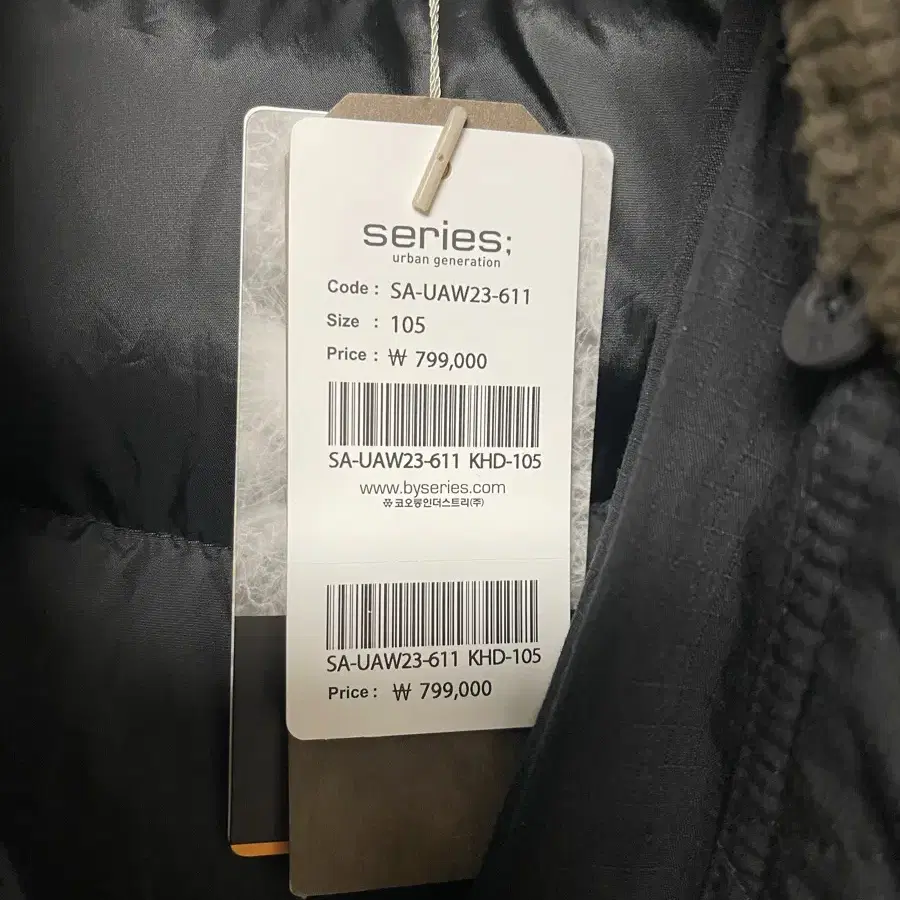 series;
urban generation
Code : SA-UAW23-611
Size : 105
Price : ₩ 799,000
SA-UAW23-611 KHD-105
www.byseries.com
코오롱인더스트리(주)
SA-UAW23-611 KHD-105
Price : ₩ 799,000